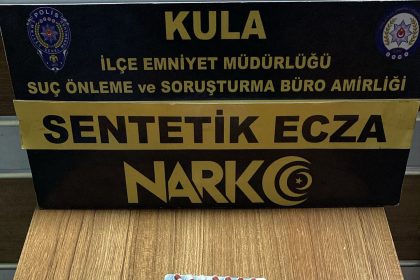 KULA
İLÇE EMNİYET MÜDÜRLÜĞÜ
SUÇ ÖNLEME ve SORUŞTURMA BÜRO AMİRLİĞİ
SENTETİK ECZA
NARKO